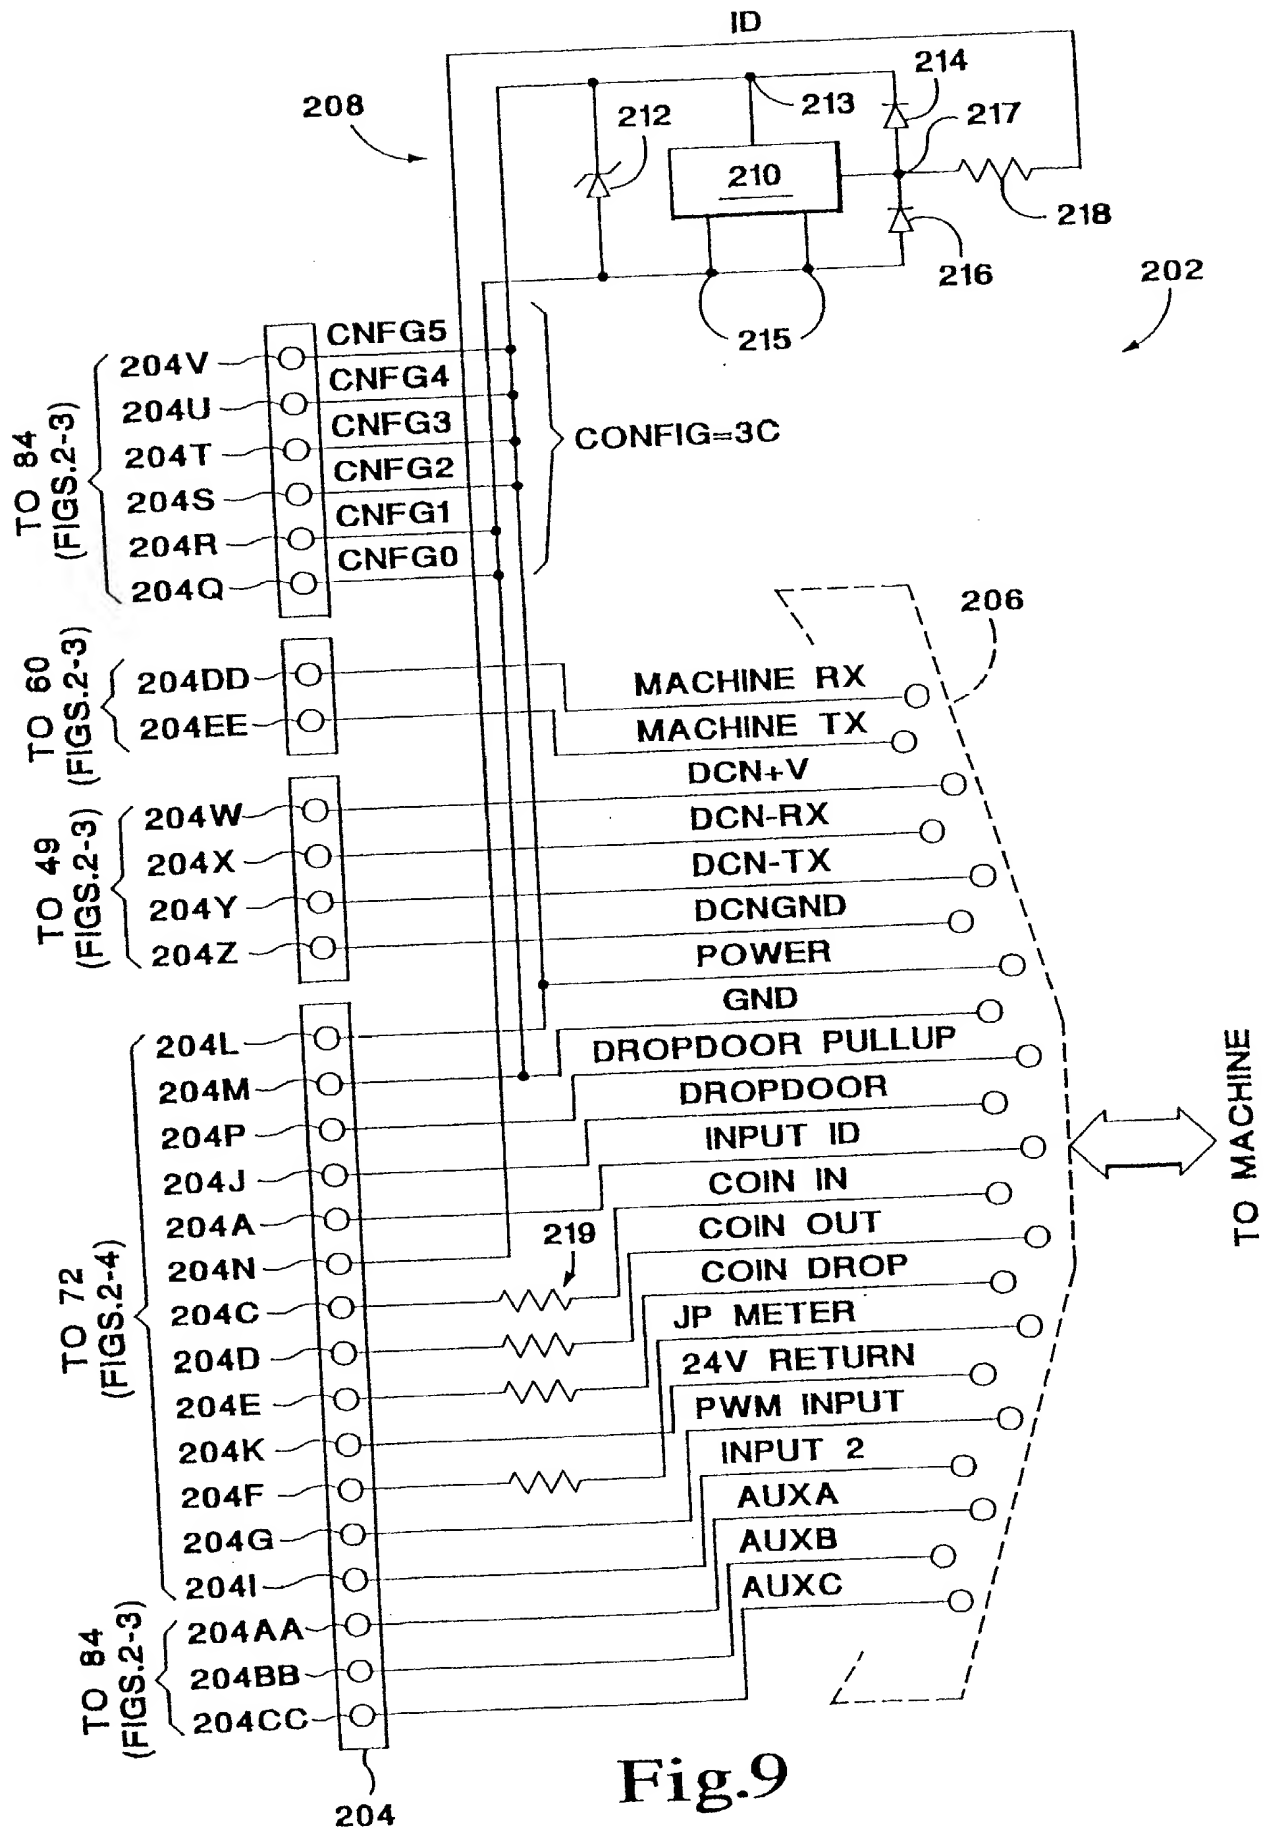 ID
208
212
213
214
217
210
218
216
202
215
CNFG5
204V
CNFG4
204U
CNFG3
204T
CONFIG=3C
CNFG2
204S
CNFG1
204R
CNFG0
204Q
TO 84
(FIGS.2-3)
206
204DD
MACHINE RX
204EE
MACHINE TX
TO 60
(FIGS.2-3)
DCN+V
204W
DCN-RX
204X
DCN-TX
204Y
DCNGND
204Z
TO 49
(FIGS.2-3)
POWER
GND
204L
DROPDOOR PULLUP
204M
DROPDOOR
204P
INPUT ID
204J
COIN IN
204A
COIN OUT
204N
219
COIN DROP
204C
JP METER
204D
24V RETURN
204E
PWM INPUT
204K
INPUT 2
204F
AUXA
204G
AUXB
204I
AUXC
TO 72
(FIGS.2-4)
TO MACHINE
204AA
204BB
204CC
TO 84
(FIGS.2-3)
204
Fig.9